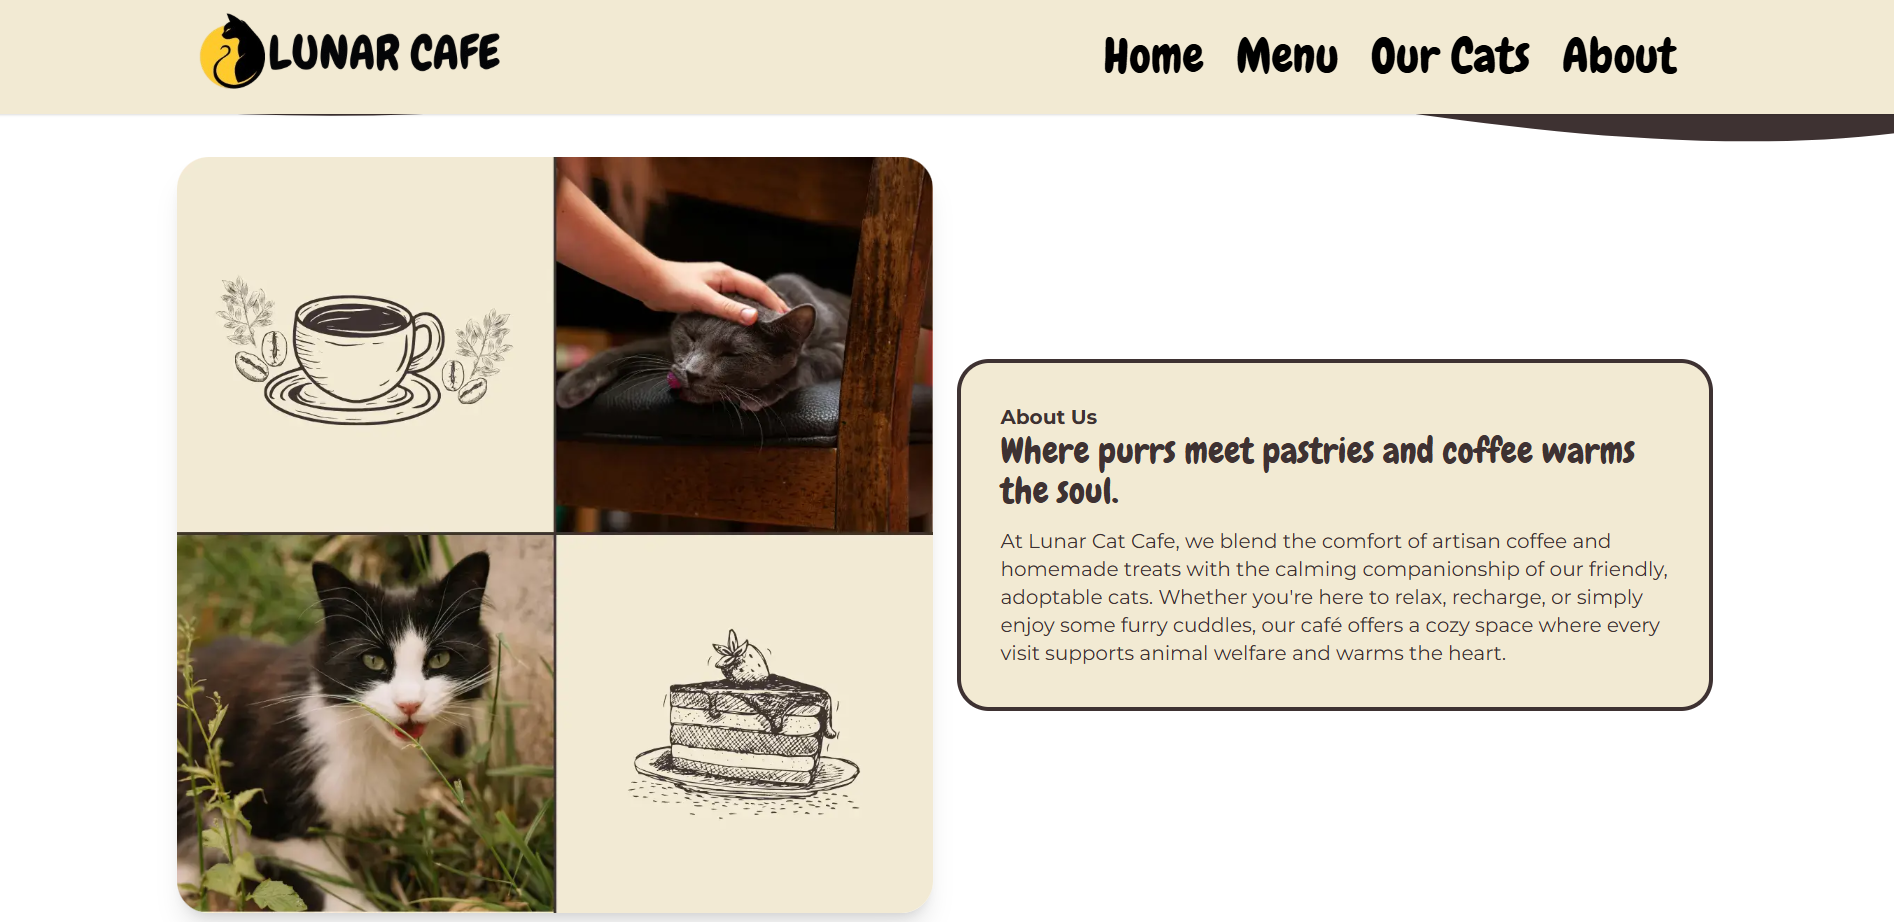 LUNAR CAFE
Home Menu Our Cats About
About Us
Where purrs meet pastries and coffee warms
the soul.
At Lunar Cat Cafe, we blend the comfort of artisan coffee and
homemade treats with the calming companionship of our friendly,
adoptable cats. Whether you're here to relax, recharge, or simply
enjoy some furry cuddles, our café offers a cozy space where every
visit supports animal welfare and warms the heart.